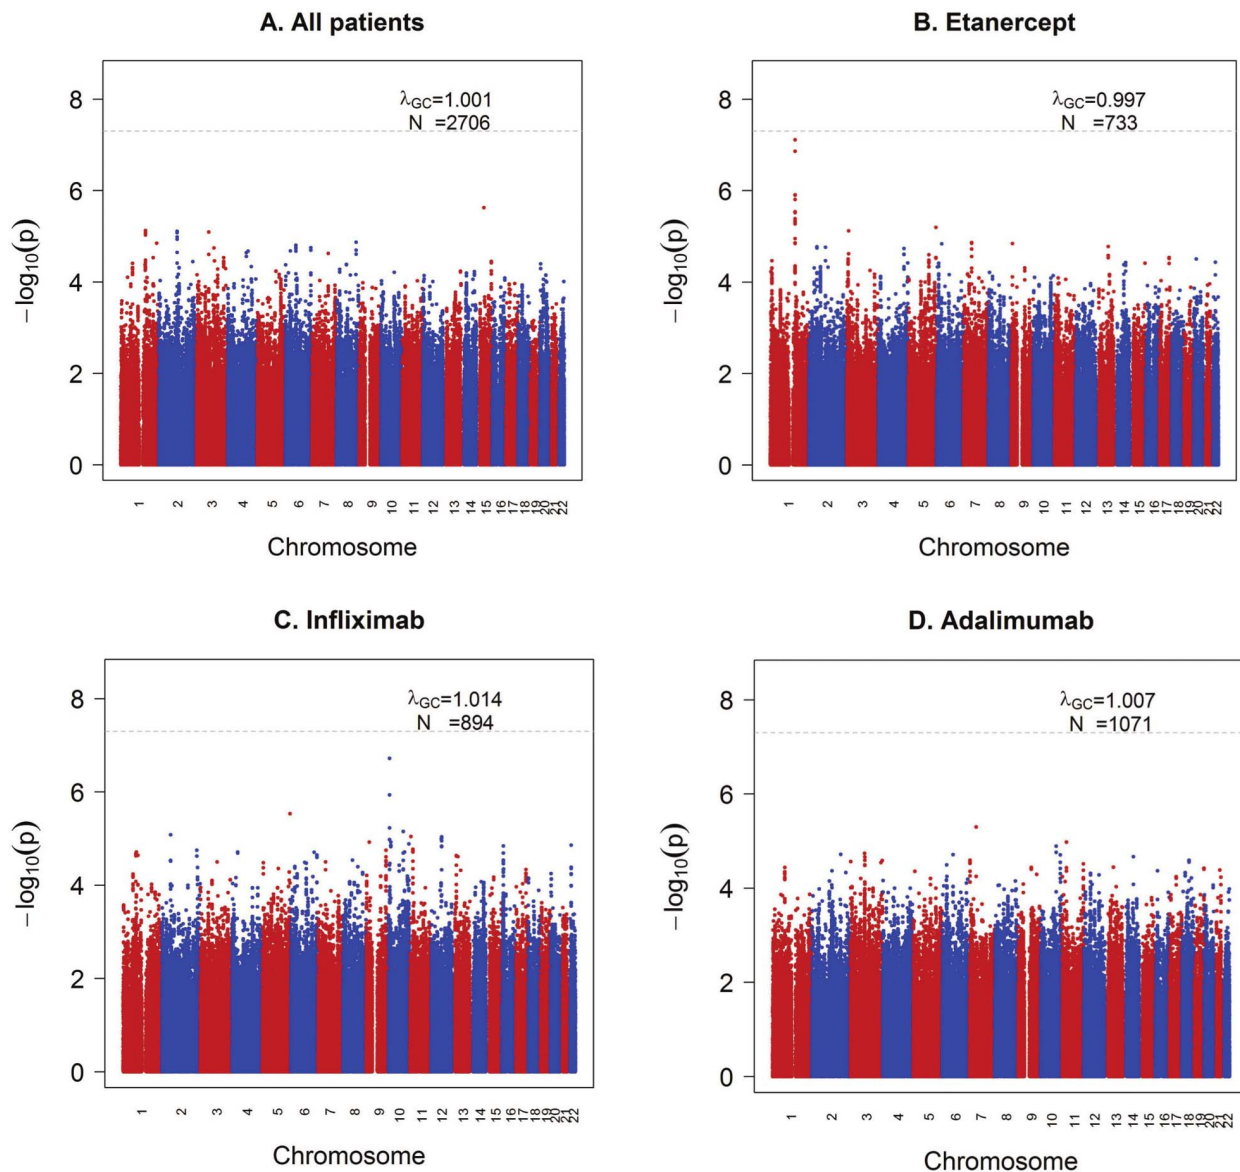 A. All patients
λGC=1.001
N =2706
−log10(p)
8
6
4
2
0
1 2 3 4 5 6 7 8 9 10 11 12 13 14 15 16 17 18 19 20 21 22
Chromosome
B. Etanercept
λGC=0.997
N =733
−log10(p)
8
6
4
2
0
1 2 3 4 5 6 7 8 9 10 11 12 13 14 15 16 17 18 19 20 21 22
Chromosome
C. Infliximab
λGC=1.014
N =894
−log10(p)
8
6
4
2
0
1 2 3 4 5 6 7 8 9 10 11 12 13 14 15 16 17 18 19 20 21 22
Chromosome
D. Adalimumab
λGC=1.007
N =1071
−log10(p)
8
6
4
2
0
1 2 3 4 5 6 7 8 9 10 11 12 13 14 15 16 17 18 19 20 21 22
Chromosome